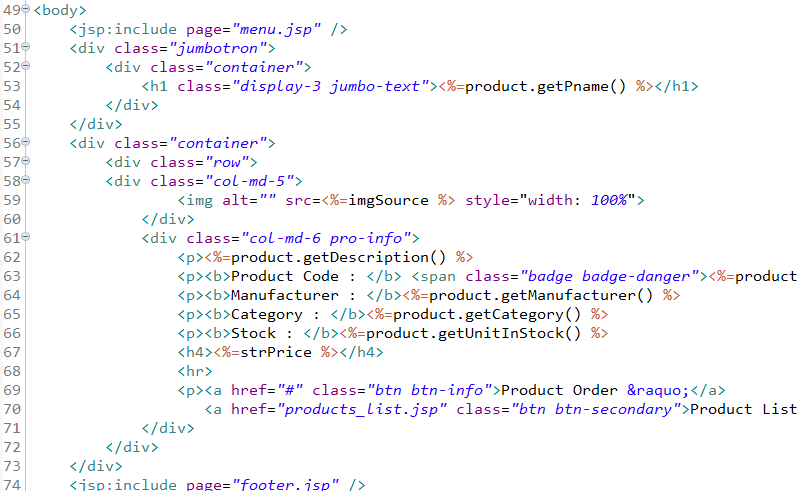 49 <body>
50 <jsp:include page="menu.jsp" />
51 <div class="jumbotron">
52 <div class="container">
53 <h1 class="display-3 jumbo-text"><%=product.getPname() %></h1>
54 </div>
55 </div>
56 <div class="container">
57 <div class="row">
58 <div class="col-md-5">
59 <img alt="" src=<%=imgSource %> style="width: 100%">
60 </div>
61 <div class="col-md-6 pro-info">
62 <p><%=product.getDescription() %>
63 <p><b>Product Code : </b> <span class="badge badge-danger"><%=product
64 <p><b>Manufacturer : </b><%=product.getManufacturer() %>
65 <p><b>Category : </b><%=product.getCategory() %>
66 <p><b>Stock : </b><%=product.getUnitInStock() %>
67 <h4><%=strPrice %></h4>
68 <hr>
69 <p><a href="#" class="btn btn-info">Product Order &raquo;</a>
70 <a href="products_list.jsp" class="btn btn-secondary">Product List
71 </div>
72 </div>
73 </div>
74 <jsp:include page="footer.jsp" />